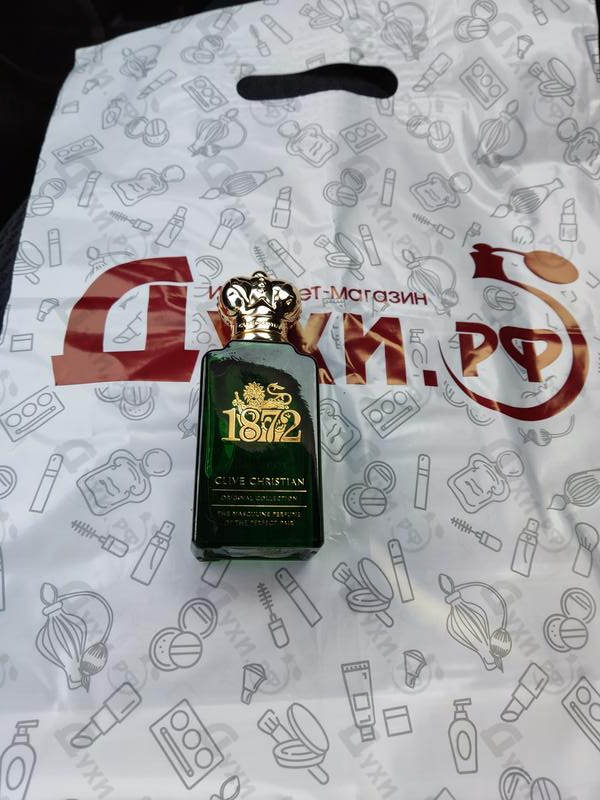 Интернет-магазин
Духи.рф
1872
CLIVE CHRISTIAN
ORIGINAL COLLECTION
THE MASCULINE PERFUME
OF THE PERFECT PAIR